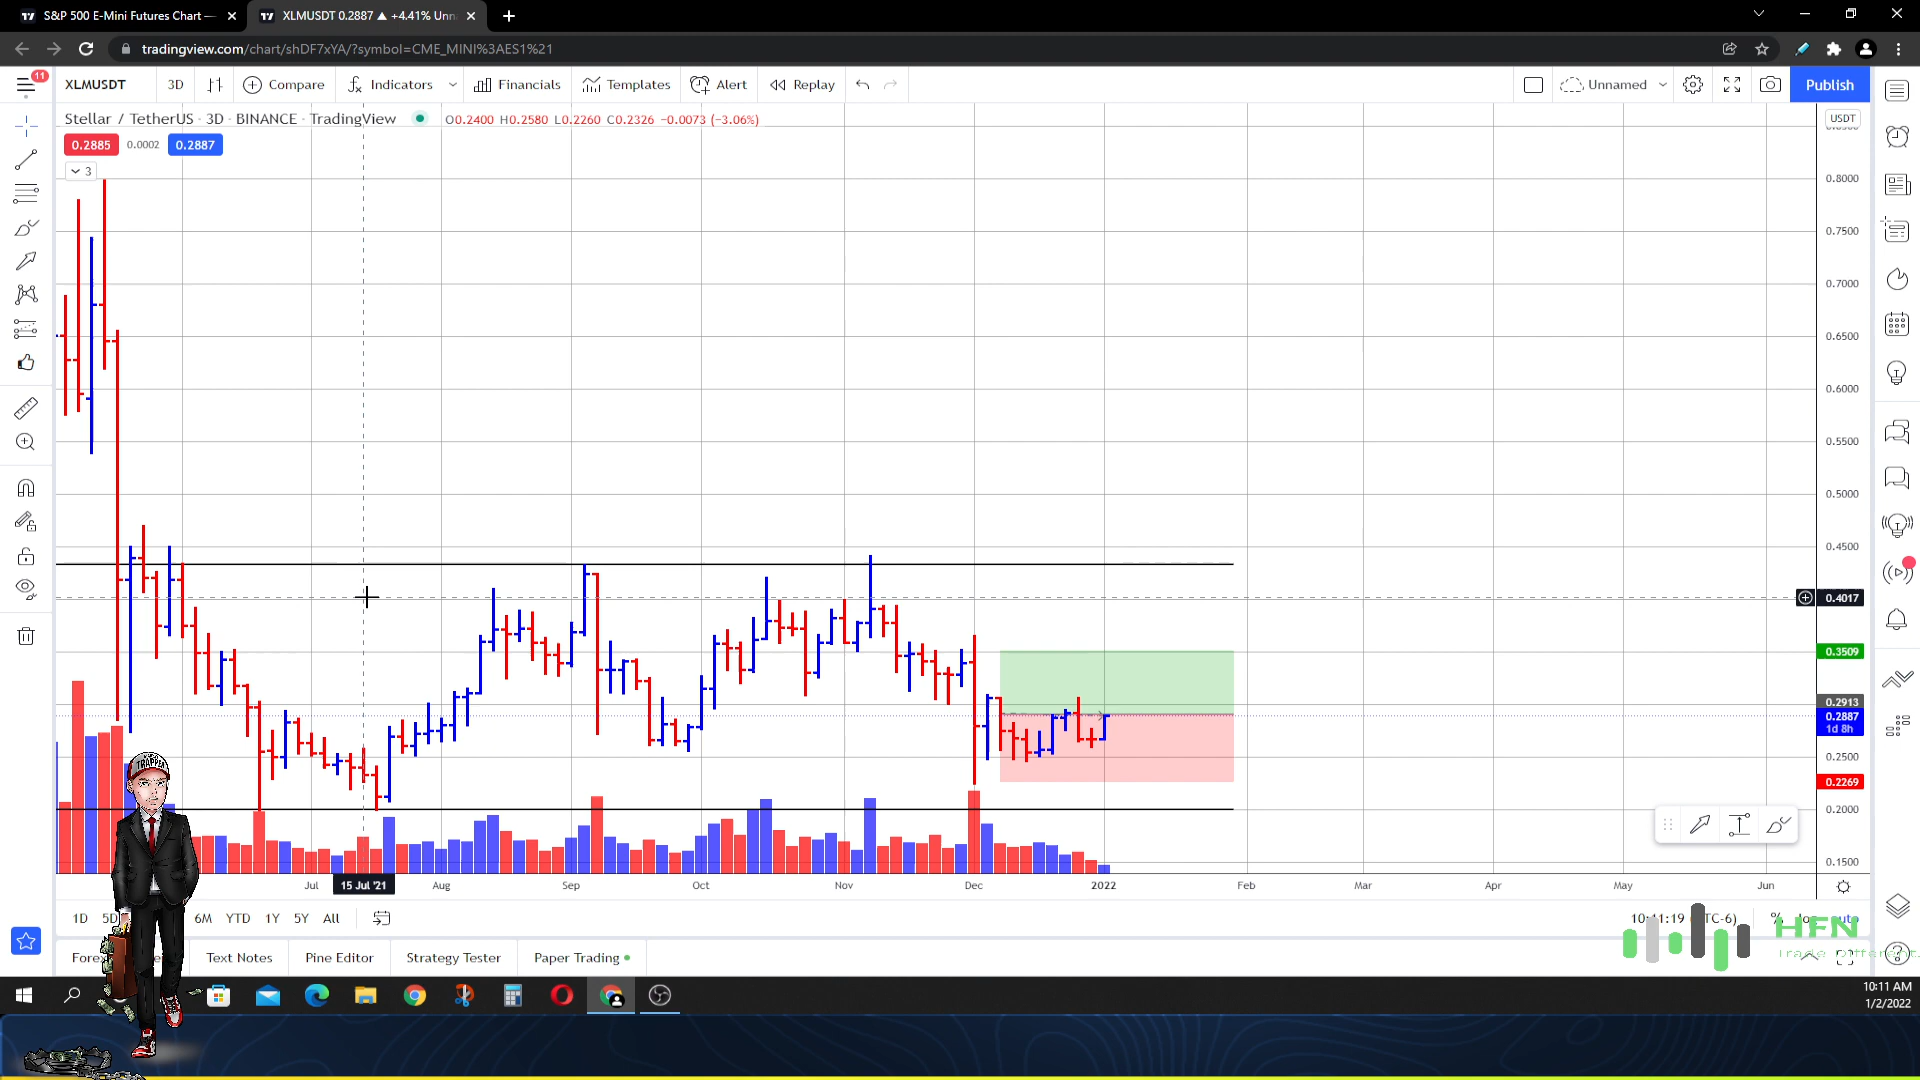 S&P 500 E-Mini Futures Chart —
XLMUSDT 0.2887 ▲ +4.41% Unn
tradingview.com/chart/shDF7xYA/?symbol=CME_MINI%3AES1%21
11
XLMUSDT
3D
Compare
Indicators
Financials
Templates
Alert
Replay
Unnamed
Publish
Stellar / TetherUS · 3D · BINANCE · TradingView
O0.2400 H0.2580 L0.2260 C0.2326 −0.0073 (−3.06%)
USDT
0.2885
0.0002
0.2887
3
0.8000
0.7500
0.7000
0.6500
0.6000
0.5500
0.5000
0.4500
0.4017
0.3509
0.2913
0.2887
1d 8h
0.2500
0.2269
0.2000
0.1500
Jul
15 Jul '21
Aug
Sep
Oct
Nov
Dec
2022
Feb
Mar
Apr
May
Jun
1D
5D
6M
YTD
1Y
5Y
All
%
Text Notes
Pine Editor
Strategy Tester
Paper Trading
TRAPPER
HFN
Trade Different.
10:11 AM
1/2/2022